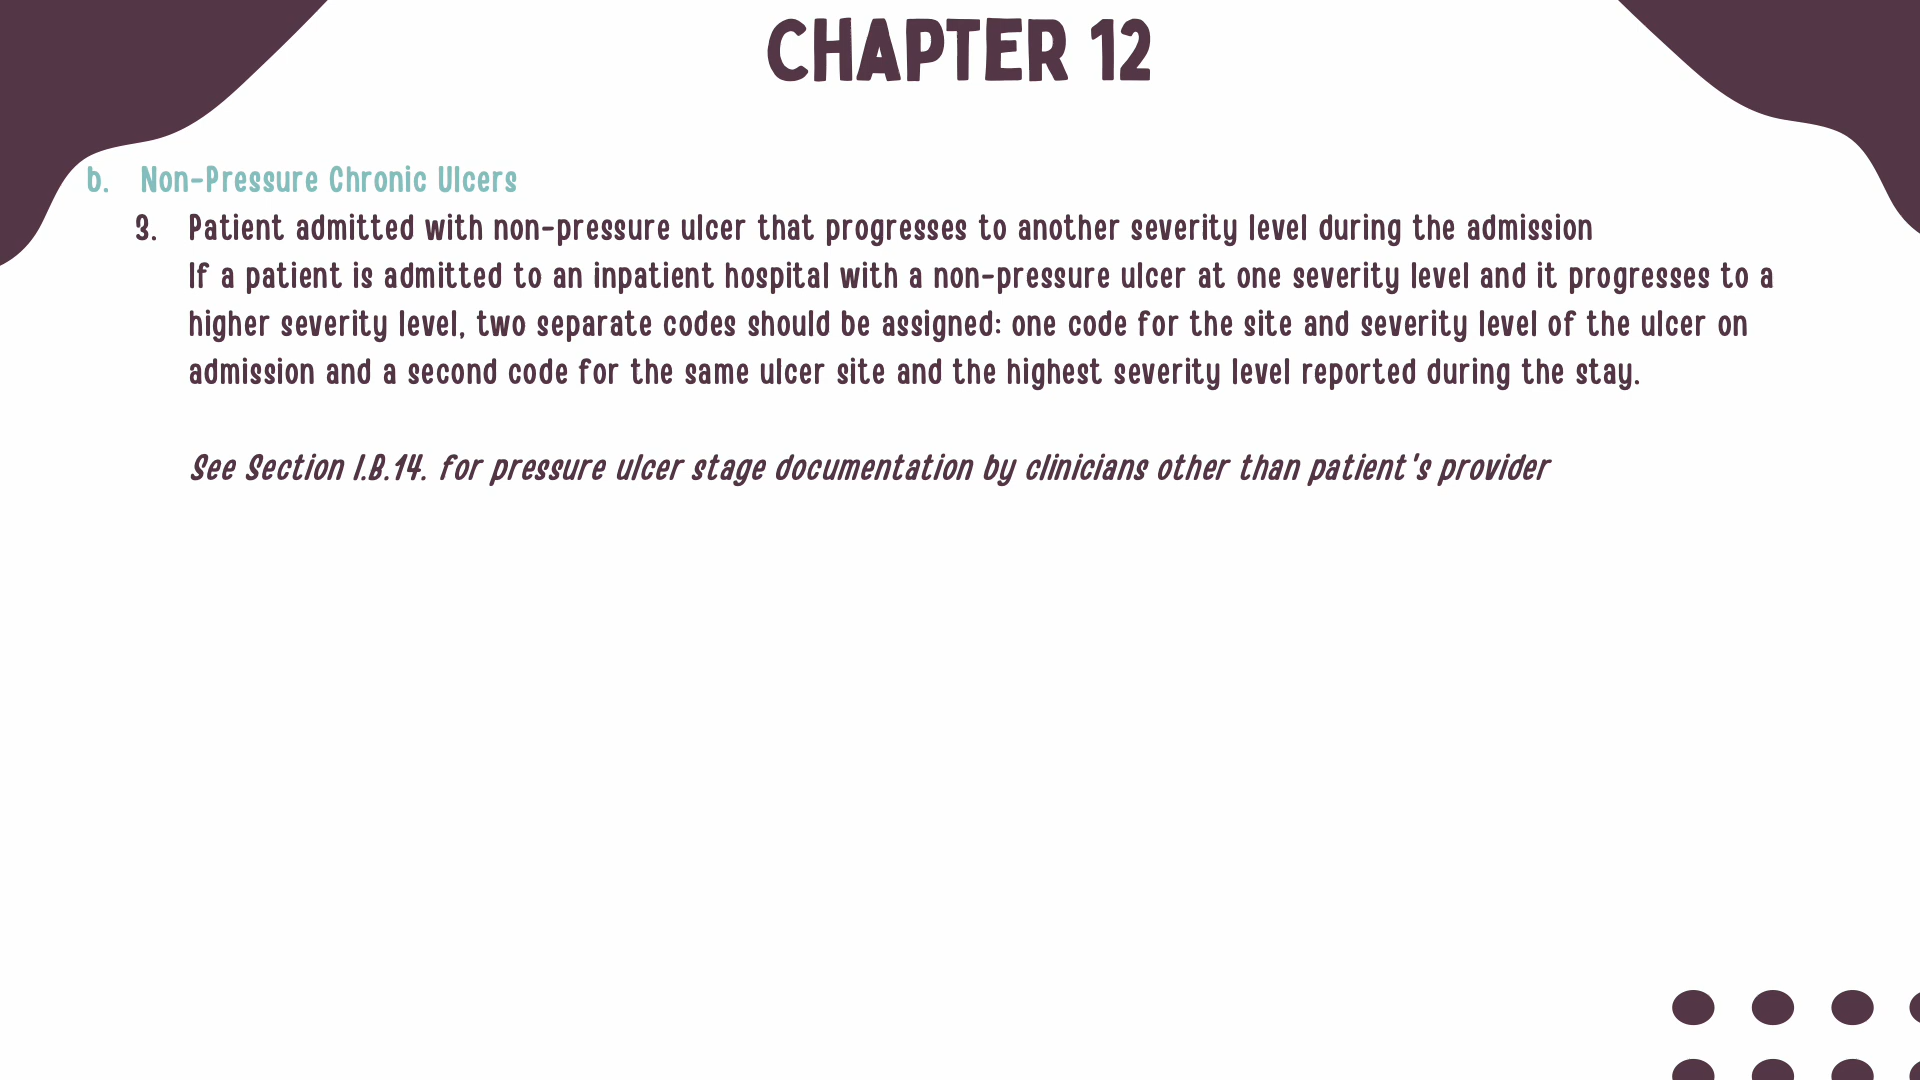 CHAPTER 12
b. Non-Pressure Chronic Ulcers
3. Patient admitted with non-pressure ulcer that progresses to another severity level during the admission
If a patient is admitted to an inpatient hospital with a non-pressure ulcer at one severity level and it progresses to a
higher severity level, two separate codes should be assigned: one code for the site and severity level of the ulcer on
admission and a second code for the same ulcer site and the highest severity level reported during the stay.
See Section I.B.14. for pressure ulcer stage documentation by clinicians other than patient's provider